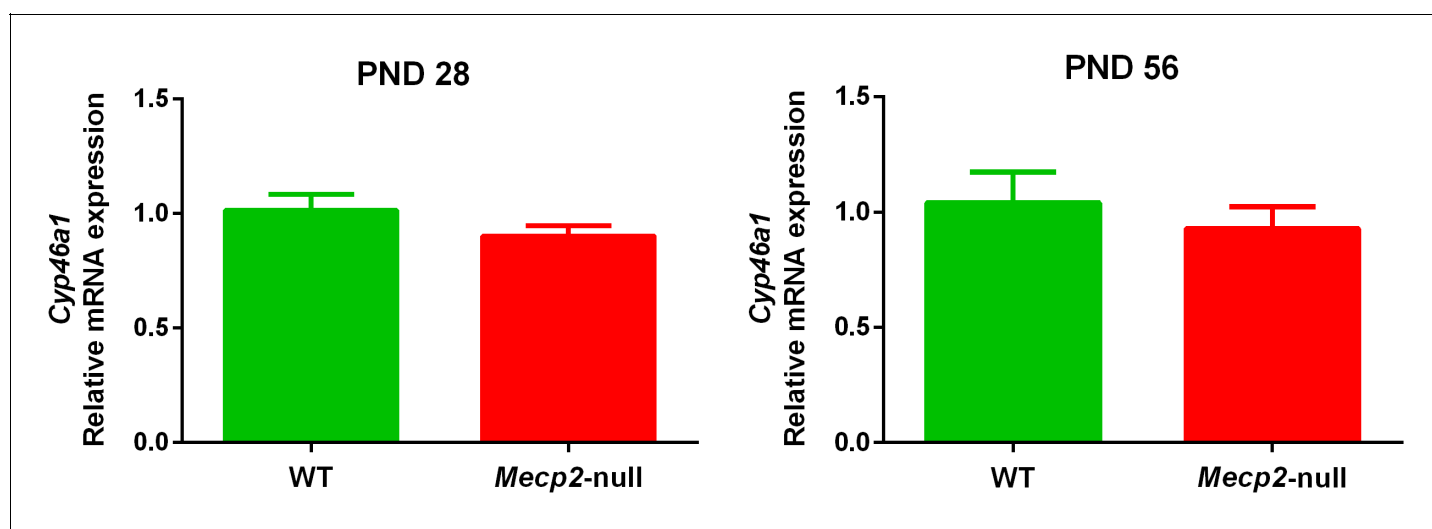 PND 28
Cyp46a1
Relative mRNA expression
1.5
1.0
0.5
0.0
WT
Mecp2-null
PND 56
Cyp46a1
Relative mRNA expression
1.5
1.0
0.5
0.0
WT
Mecp2-null